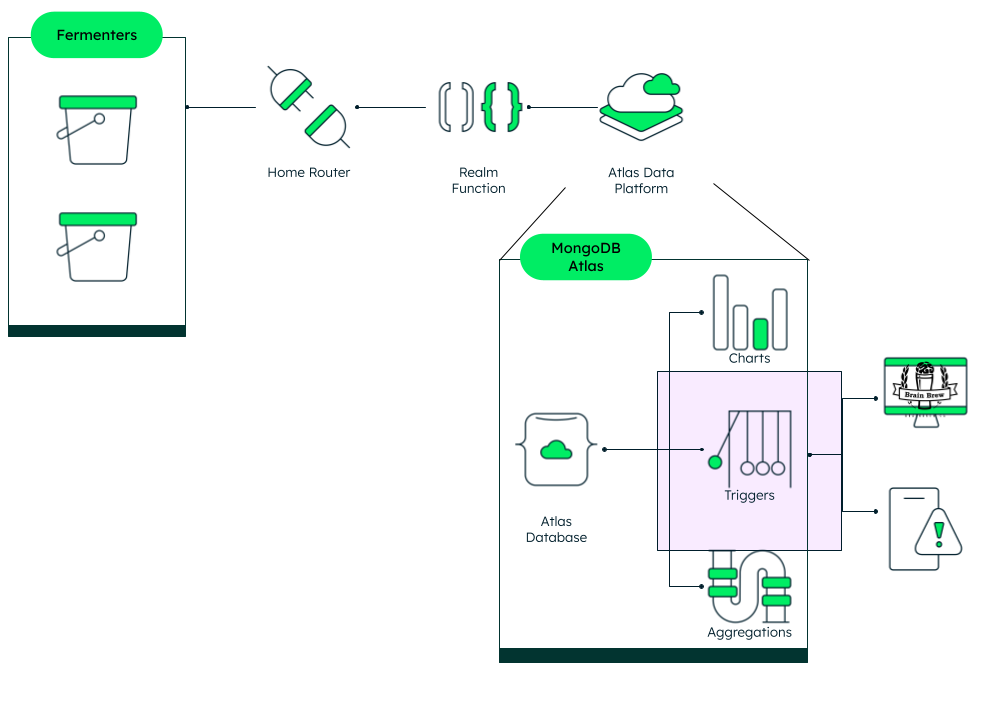 Fermenters
Home Router
Realm
Function
Atlas Data
Platform
MongoDB
Atlas
Charts
Brain Brew
Triggers
Atlas
Database
Aggregations